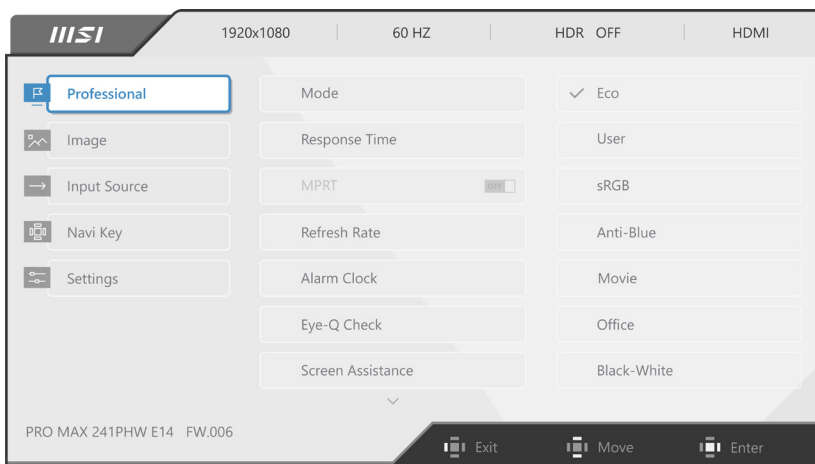 msi 1920x1080 60 HZ HDR OFF HDMI
Professional Mode Eco
Image Response Time User
Input Source MPRT OFF sRGB
Navi Key Refresh Rate Anti-Blue
Settings Alarm Clock Movie
Eye-Q Check Office
Screen Assistance Black-White
PRO MAX 241PHW E14 FW.006
Exit Move Enter